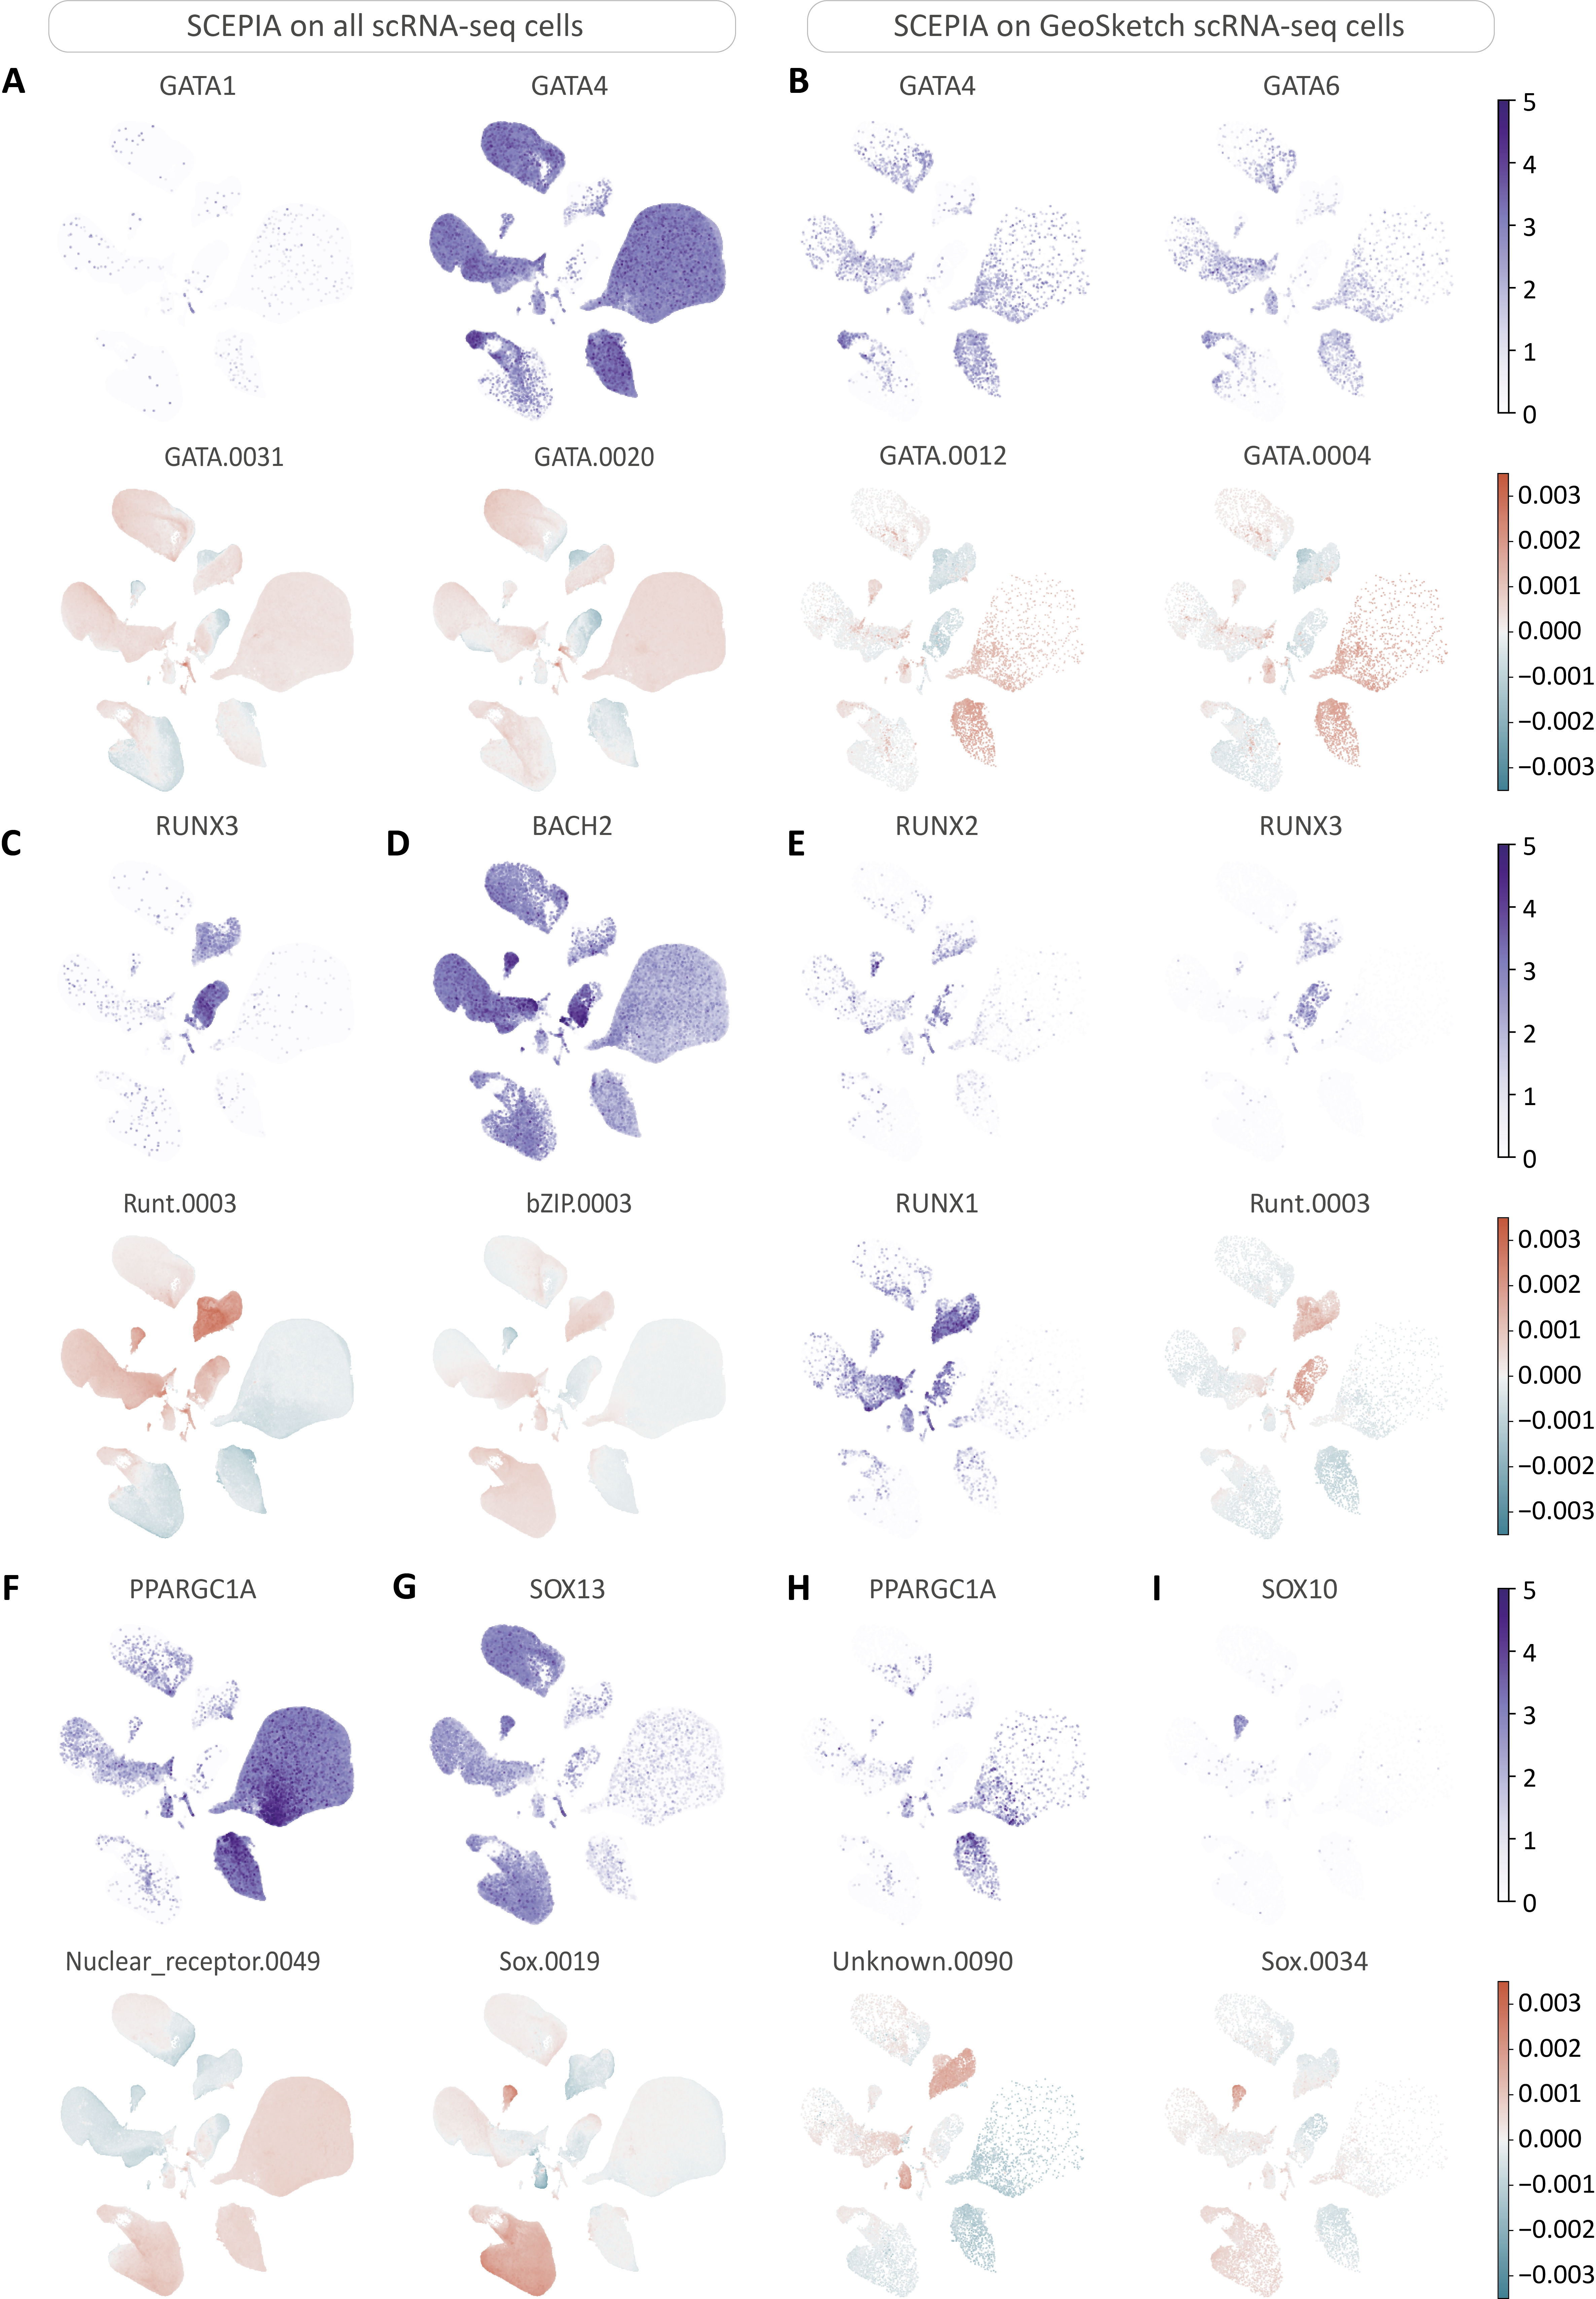 SCEPIA on all scRNA-seq cells
SCEPIA on GeoSketch scRNA-seq cells
A
GATA1
GATA4
B
GATA4
GATA6
5
4
3
2
1
0
GATA.0031
GATA.0020
GATA.0012
GATA.0004
0.003
0.002
0.001
0.000
−0.001
−0.002
−0.003
C
RUNX3
D
BACH2
E
RUNX2
RUNX3
5
4
3
2
1
0
Runt.0003
bZIP.0003
RUNX1
Runt.0003
0.003
0.002
0.001
0.000
−0.001
−0.002
−0.003
F
PPARGC1A
G
SOX13
H
PPARGC1A
I
SOX10
5
4
3
2
1
0
Nuclear_receptor.0049
Sox.0019
Unknown.0090
Sox.0034
0.003
0.002
0.001
0.000
−0.001
−0.002
−0.003